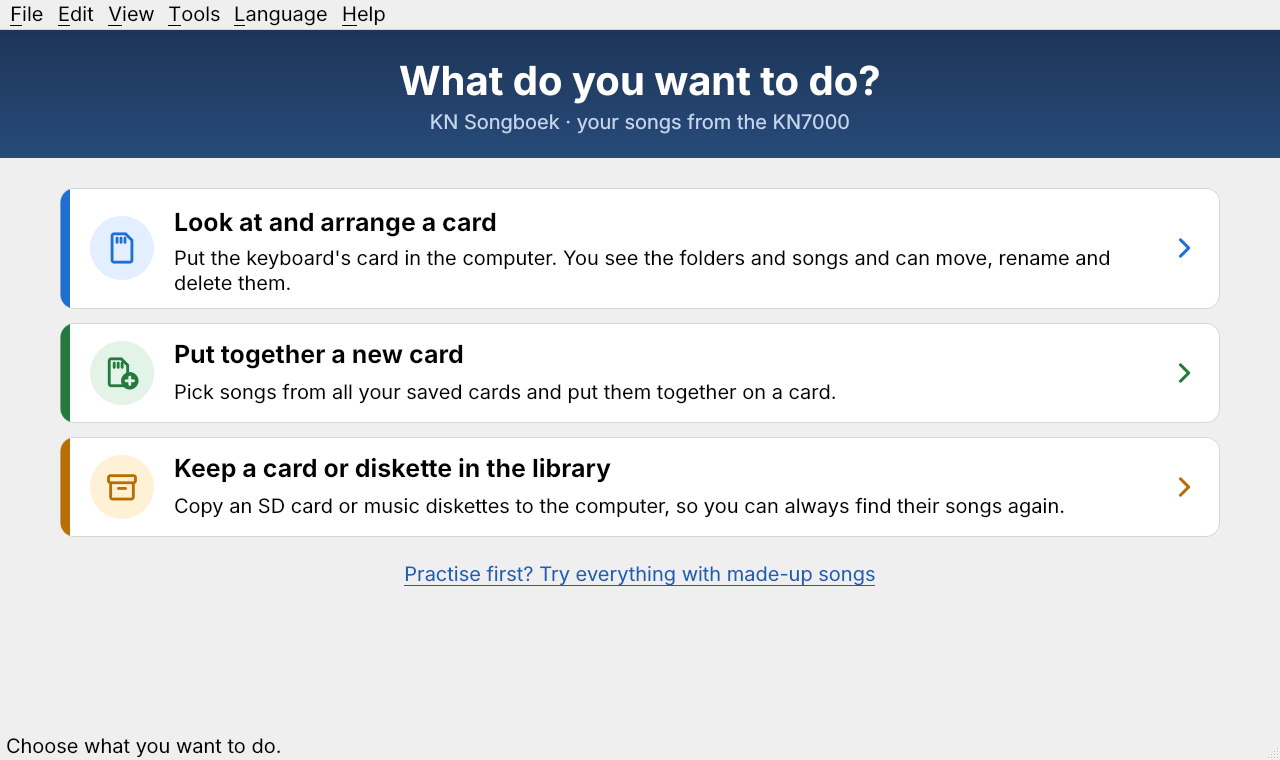 File Edit View Tools Language Help
What do you want to do?
KN Songboek · your songs from the KN7000
Look at and arrange a card
Put the keyboard's card in the computer. You see the folders and songs and can move, rename and
delete them.
Put together a new card
Pick songs from all your saved cards and put them together on a card.
Keep a card or diskette in the library
Copy an SD card or music diskettes to the computer, so you can always find their songs again.
Practise first? Try everything with made-up songs
Choose what you want to do.